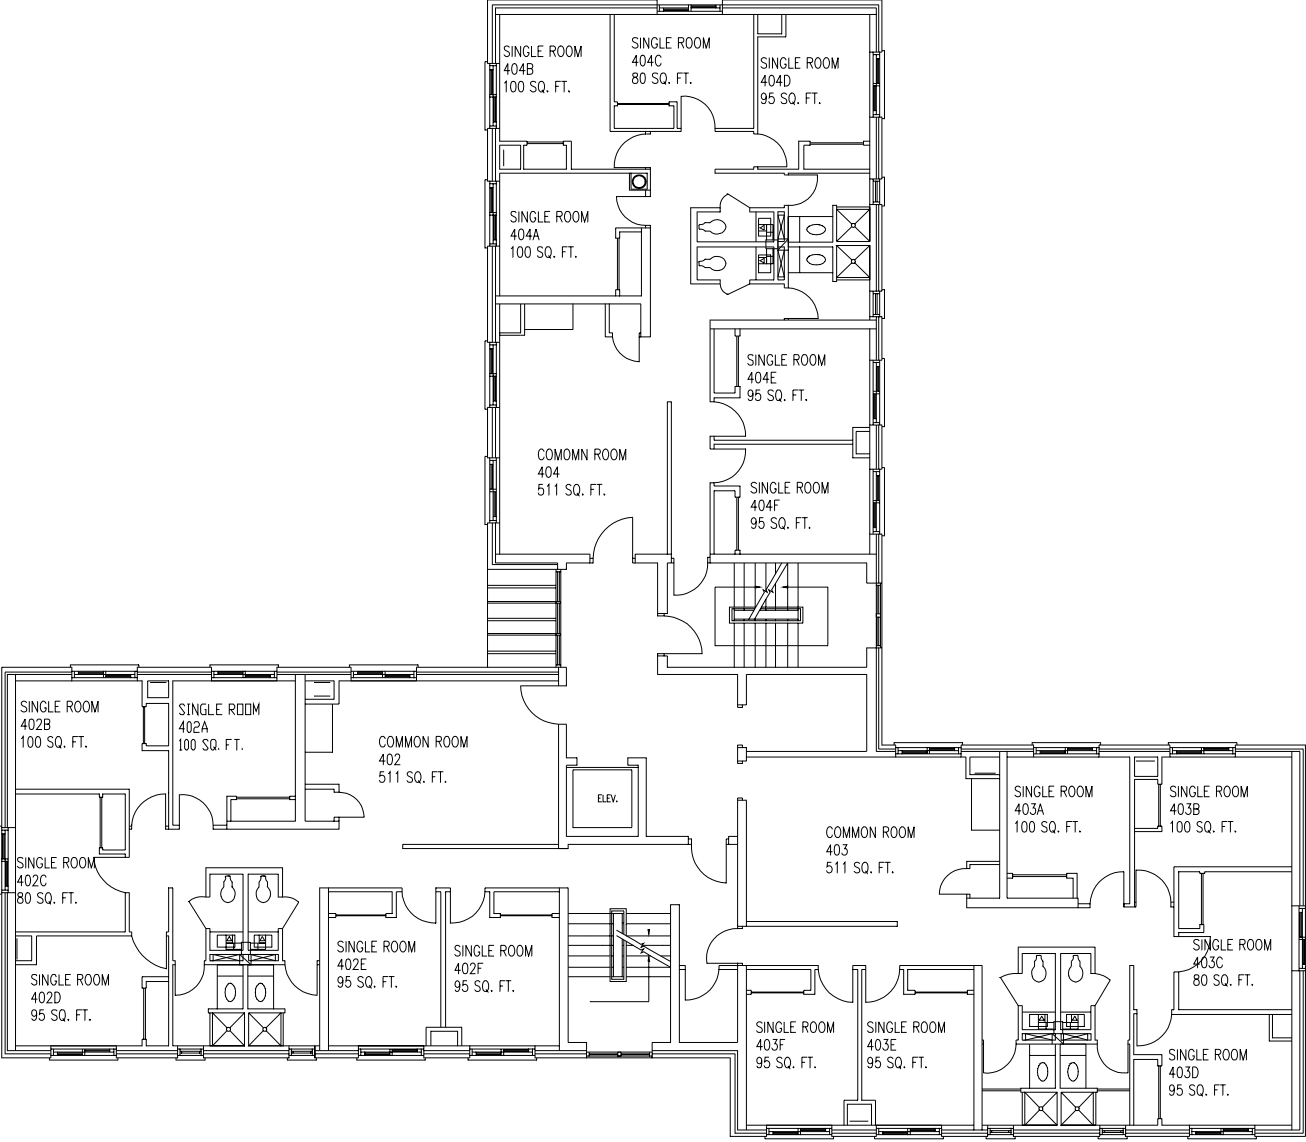 SINGLE ROOM
404B
100 SQ. FT.
SINGLE ROOM
404C
80 SQ. FT.
SINGLE ROOM
404D
95 SQ. FT.
SINGLE ROOM
404A
100 SQ. FT.
SINGLE ROOM
404E
95 SQ. FT.
COMOMN ROOM
404
511 SQ. FT.
SINGLE ROOM
404F
95 SQ. FT.
SINGLE ROOM
402B
100 SQ. FT.
SINGLE ROOM
402A
100 SQ. FT.
COMMON ROOM
402
511 SQ. FT.
ELEV.
SINGLE ROOM
402C
80 SQ. FT.
SINGLE ROOM
402D
95 SQ. FT.
SINGLE ROOM
402E
95 SQ. FT.
SINGLE ROOM
402F
95 SQ. FT.
COMMON ROOM
403
511 SQ. FT.
SINGLE ROOM
403A
100 SQ. FT.
SINGLE ROOM
403B
100 SQ. FT.
SINGLE ROOM
403C
80 SQ. FT.
SINGLE ROOM
403F
95 SQ. FT.
SINGLE ROOM
403E
95 SQ. FT.
SINGLE ROOM
403D
95 SQ. FT.